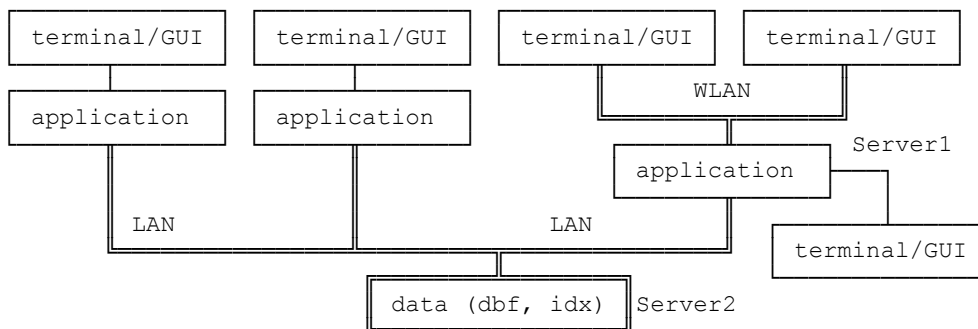 terminal/GUI
terminal/GUI
terminal/GUI
terminal/GUI
WLAN
application
application
Server1
application
LAN
LAN
terminal/GUI
data (dbf, idx)
Server2